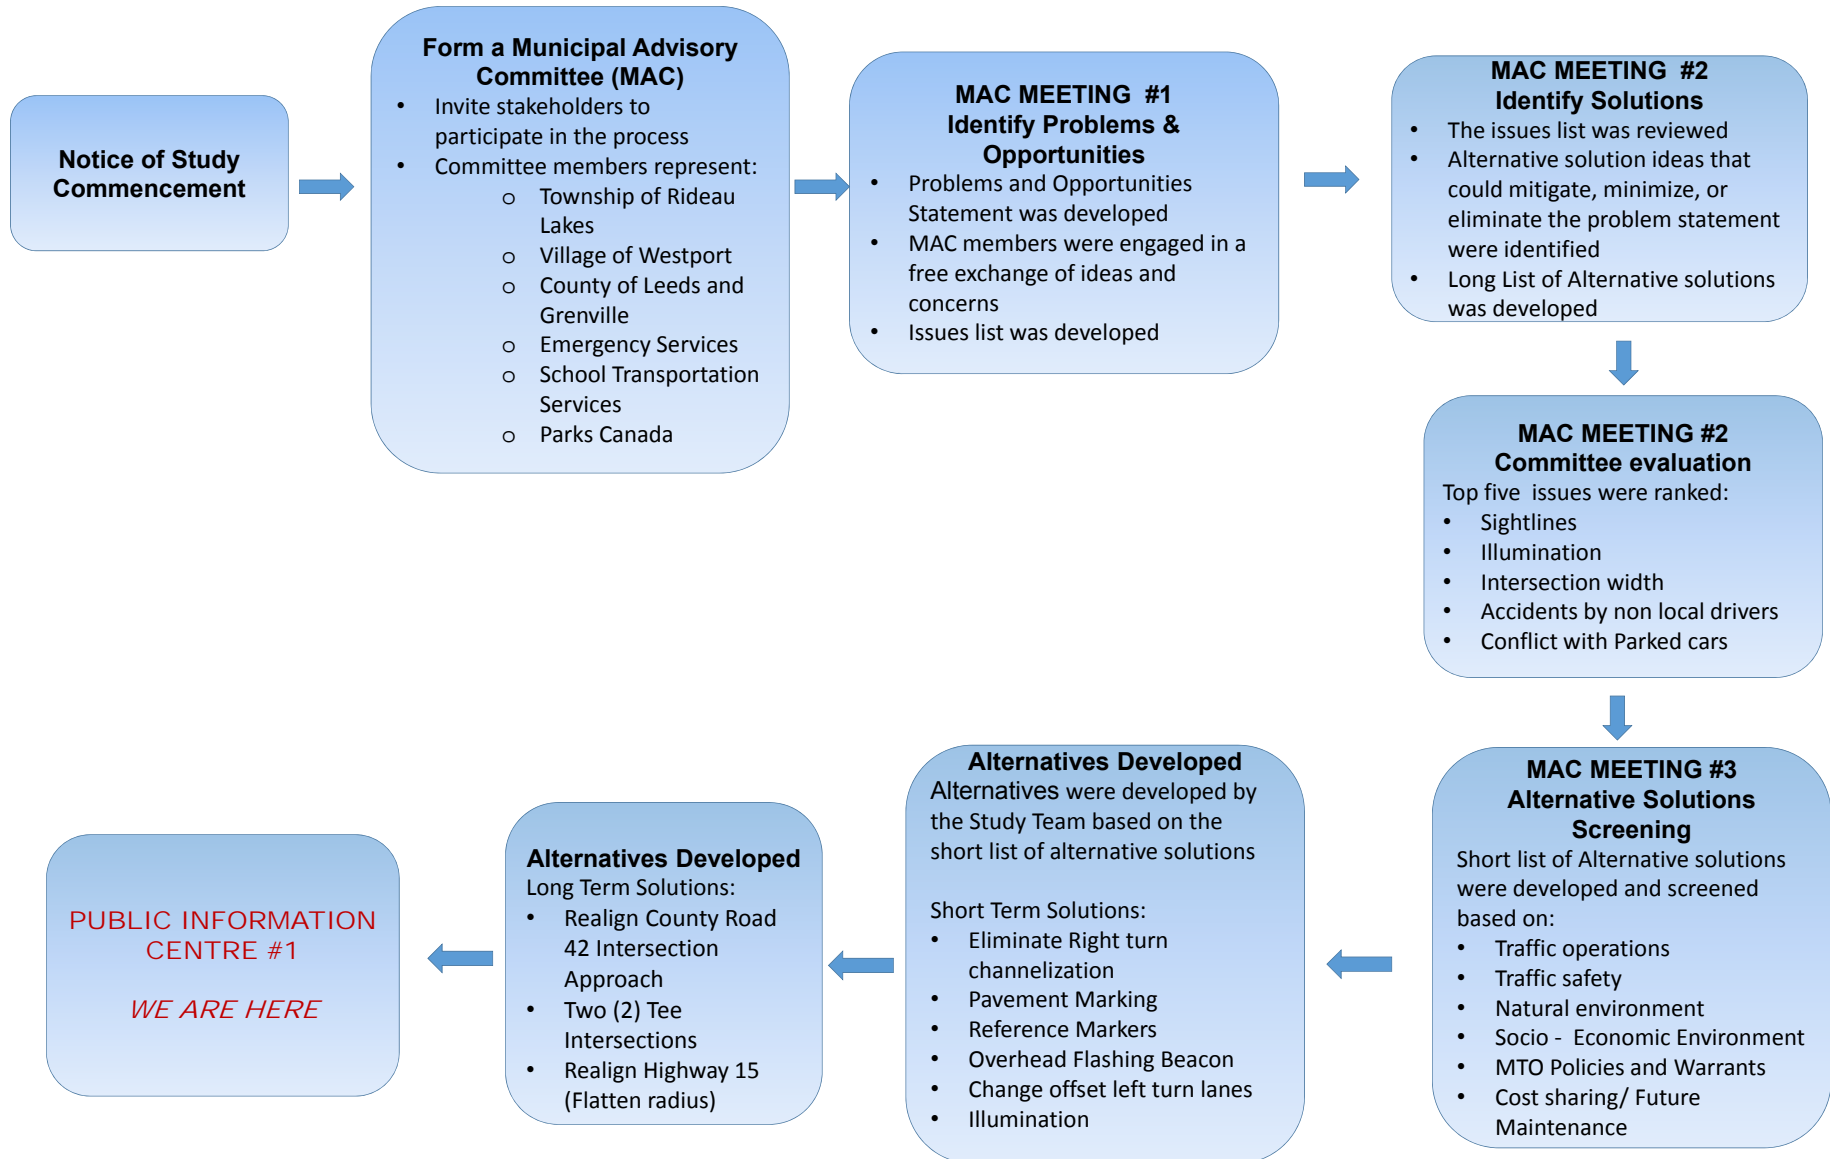 Notice of Study
Commencement
Form a Municipal Advisory
Committee (MAC)
• Invite stakeholders to
participate in the process
• Committee members represent:
o Township of Rideau
Lakes
o Village of Westport
o County of Leeds and
Grenville
o Emergency Services
o School Transportation
Services
o Parks Canada
MAC MEETING #1
Identify Problems &
Opportunities
• Problems and Opportunities
Statement was developed
• MAC members were engaged in a
free exchange of ideas and
concerns
• Issues list was developed
MAC MEETING #2
Identify Solutions
• The issues list was reviewed
• Alternative solution ideas that
could mitigate, minimize, or
eliminate the problem statement
were identified
• Long List of Alternative solutions
was developed
MAC MEETING #2
Committee evaluation
Top five issues were ranked:
• Sightlines
• Illumination
• Intersection width
• Accidents by non local drivers
• Conflict with Parked cars
MAC MEETING #3
Alternative Solutions
Screening
Short list of Alternative solutions
were developed and screened
based on:
• Traffic operations
• Traffic safety
• Natural environment
• Socio - Economic Environment
• MTO Policies and Warrants
• Cost sharing/ Future
Maintenance
Alternatives Developed
Alternatives were developed by
the Study Team based on the
short list of alternative solutions
Short Term Solutions:
• Eliminate Right turn
channelization
• Pavement Marking
• Reference Markers
• Overhead Flashing Beacon
• Change offset left turn lanes
• Illumination
Alternatives Developed
Long Term Solutions:
• Realign County Road
42 Intersection
Approach
• Two (2) Tee
Intersections
• Realign Highway 15
(Flatten radius)
PUBLIC INFORMATION
CENTRE #1
WE ARE HERE